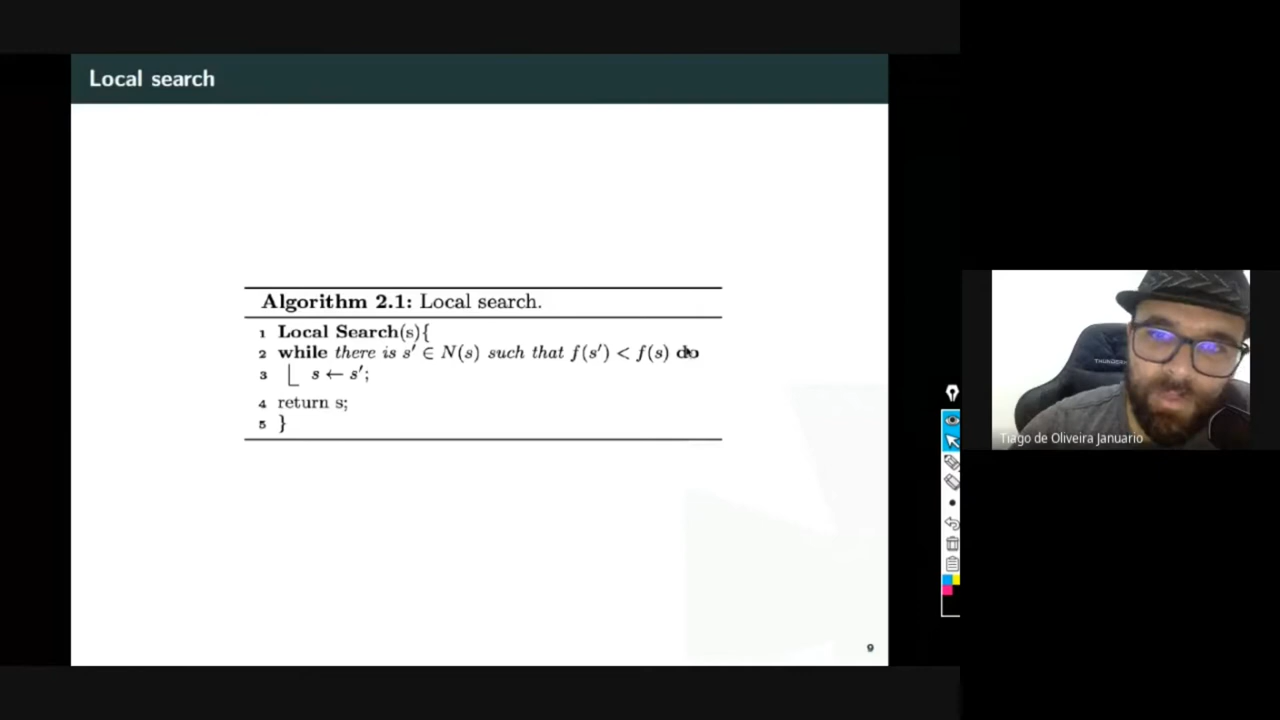 Local search
Algorithm 2.1: Local search.
1 Local Search(s){
2 while there is s′ ∈ N(s) such that f(s′) < f(s) do
3 s ← s′;
4 return s;
5 }
9
Tiago de Oliveira Januario